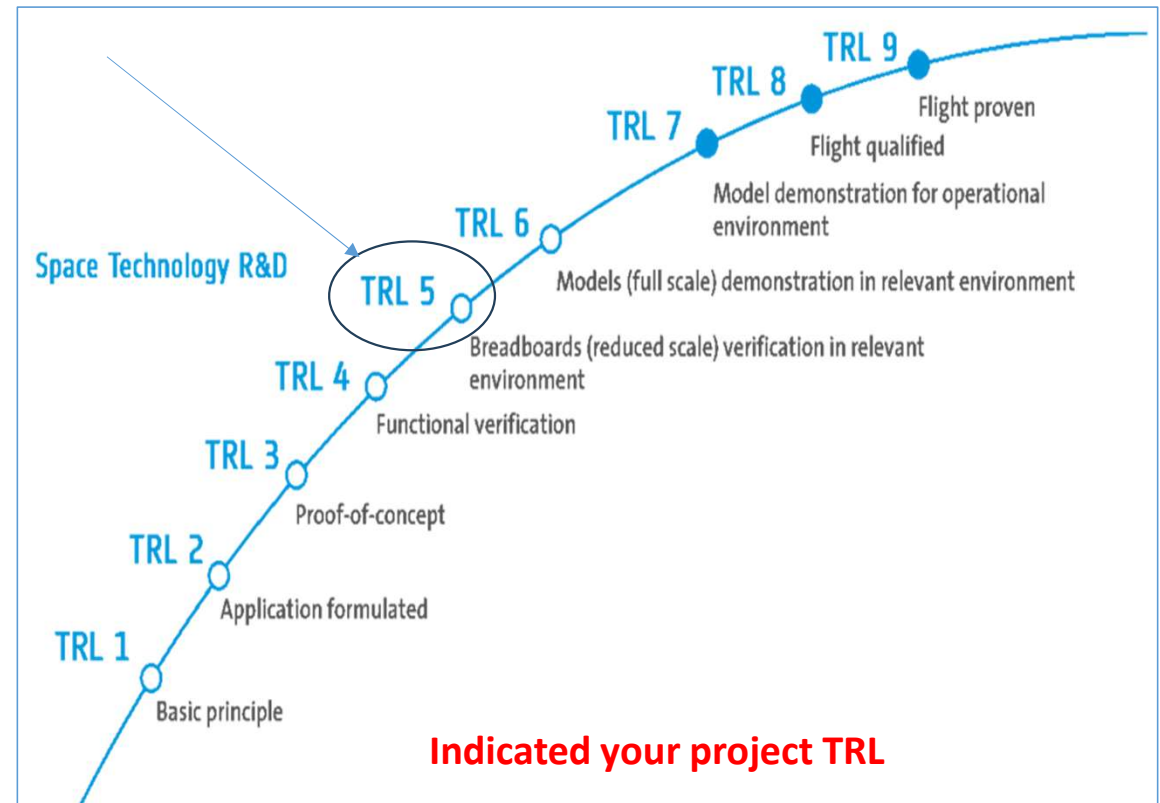 TRL 9
Flight proven
TRL 8
Flight qualified
TRL 7
Model demonstration for operational
environment
TRL 6
Models (full scale) demonstration in relevant environment
Space Technology R&D
TRL 5
Breadboards (reduced scale) verification in relevant
environment
TRL 4
Functional verification
TRL 3
Proof-of-concept
TRL 2
Application formulated
TRL 1
Basic principle
Indicated your project TRL